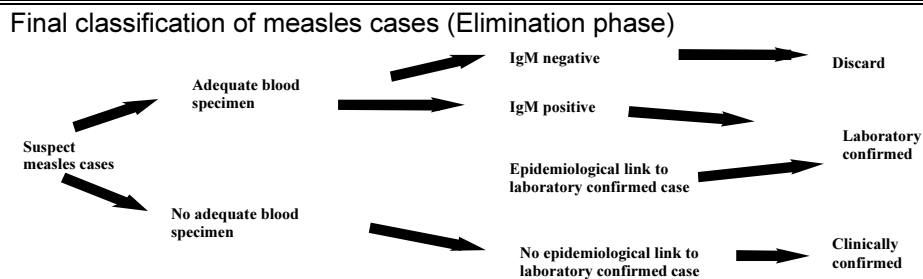 Final classification of measles cases (Elimination phase)
IgM negative
Discard
Adequate blood
specimen
IgM positive
Suspect
measles cases
Laboratory
confirmed
Epidemiological link to
laboratory confirmed case
No adequate blood
specimen
No epidemiological link to
laboratory confirmed case
Clinically
confirmed